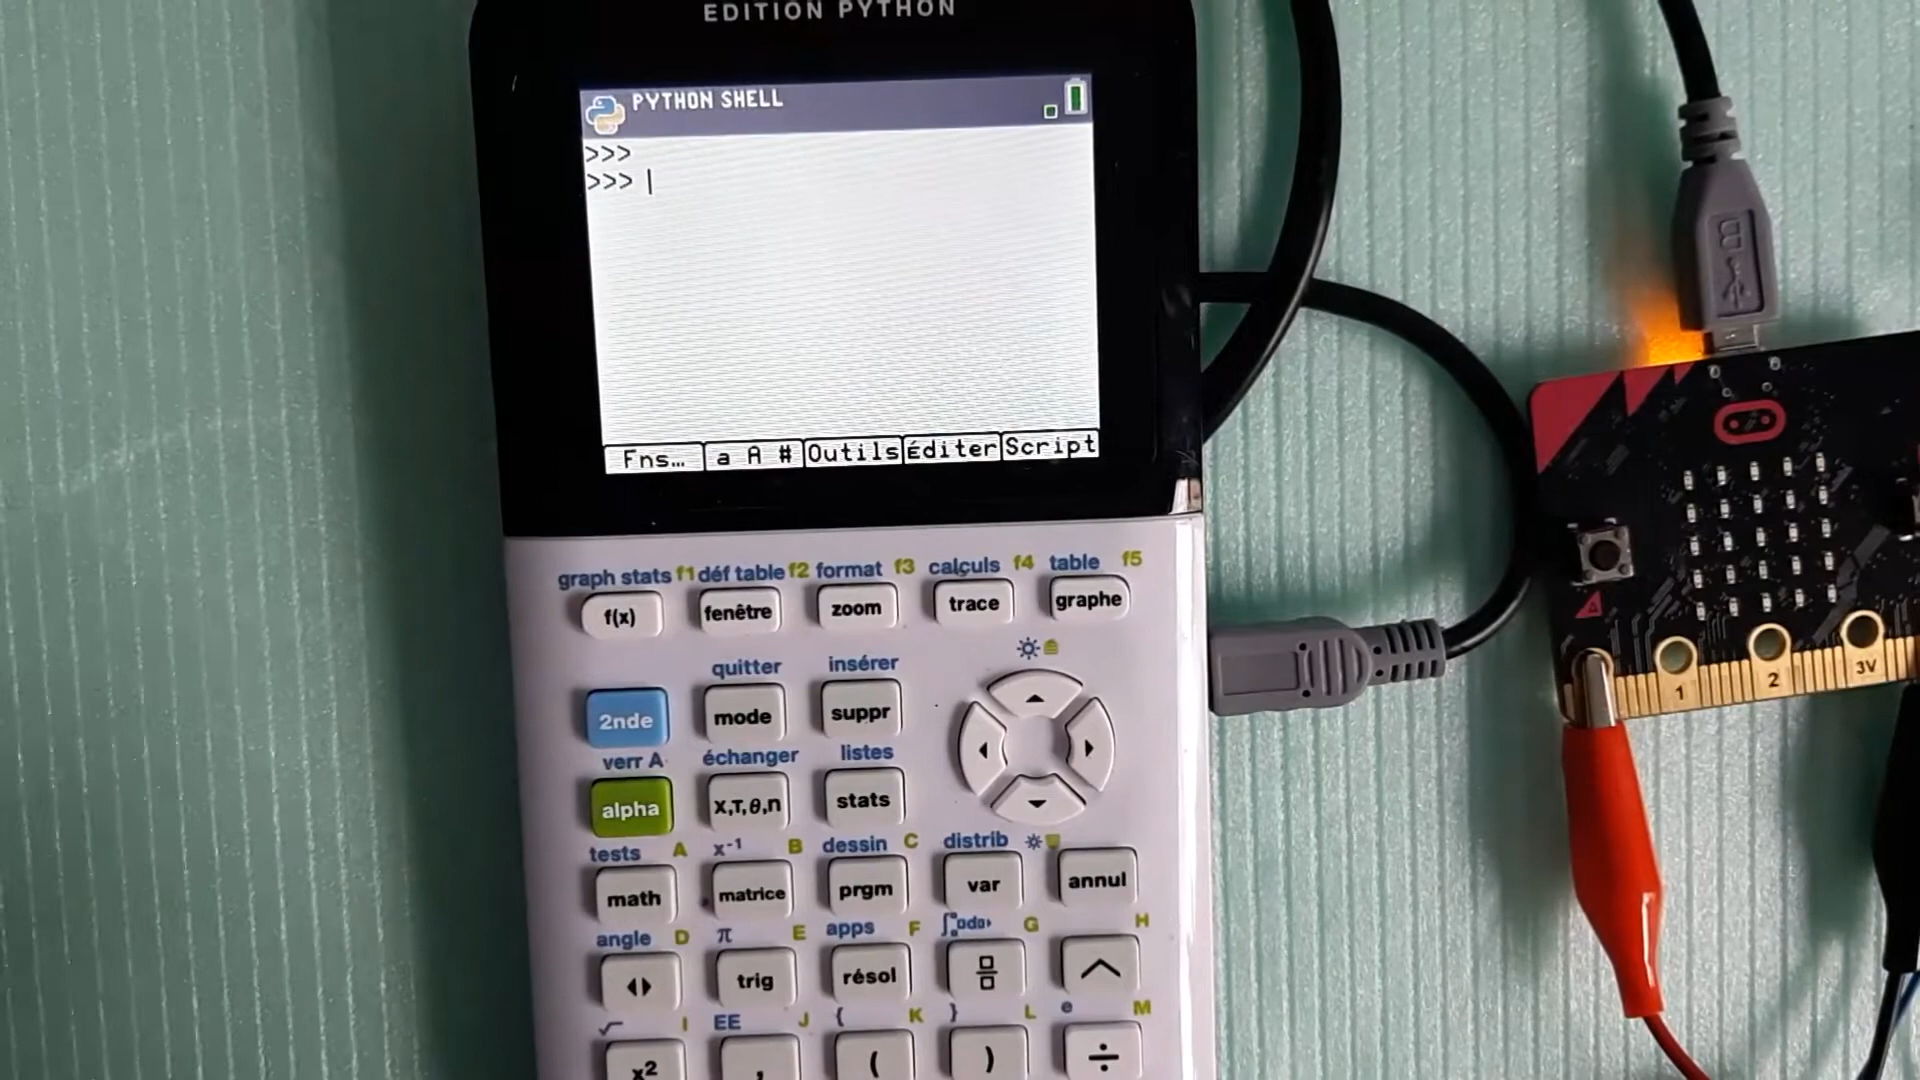 EDITION PYTHON
PYTHON SHELL
>>>
>>> |
Fns… a A # Outils Éditer Script
graph stats f1 déf table f2 format f3 calculs f4 table f5
f(x) fenêtre zoom trace graphe
quitter insérer
2nde mode suppr
verr A échanger listes
alpha X,T,θ,n stats
tests A x⁻¹ B dessin C distrib
math matrice prgm var annul
angle D π E apps F G H
trig résol
√ I EE J { K } L e M
x² , ( ) ÷
1 2 3V